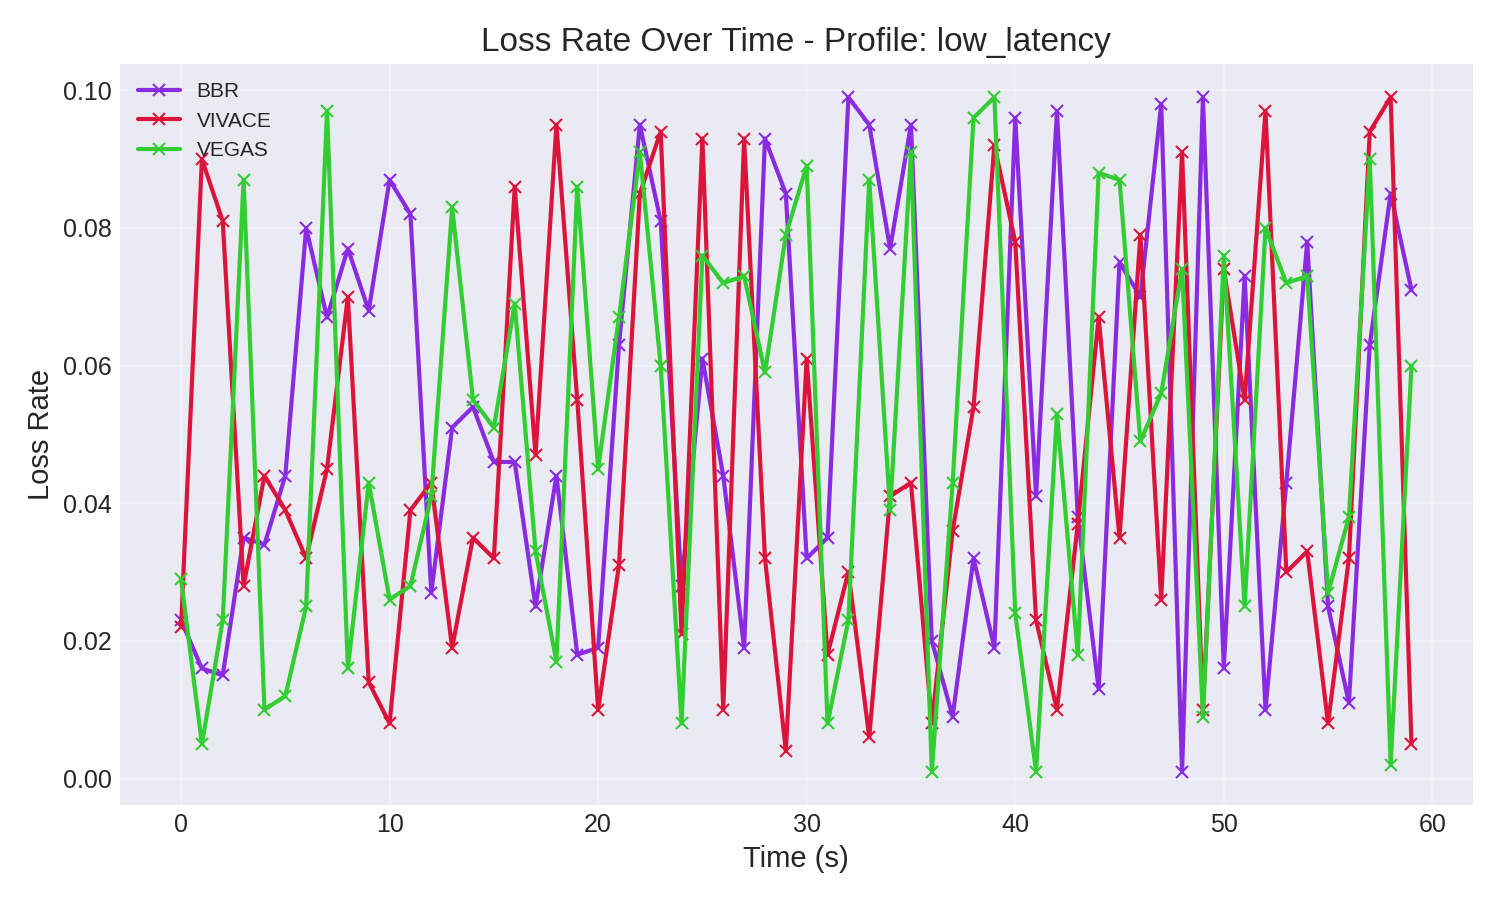 Loss Rate Over Time - Profile: low_latency
BBR
VIVACE
VEGAS
Loss Rate
0.10
0.08
0.06
0.04
0.02
0.00
0 10 20 30 40 50 60
Time (s)